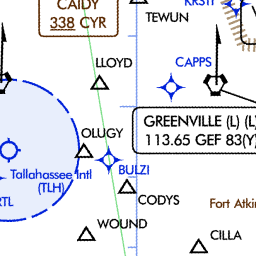 CAIDY
338 CYR
TEWUN
KRSTI
LLOYD
CAPPS
GREENVILLE (L) (L)
113.65 GEF 83(Y)
OLUGY
BULZI
Tallahassee Intl
(TLH)
RTL
CODYS
Fort Atkin
WOUND
CILLA